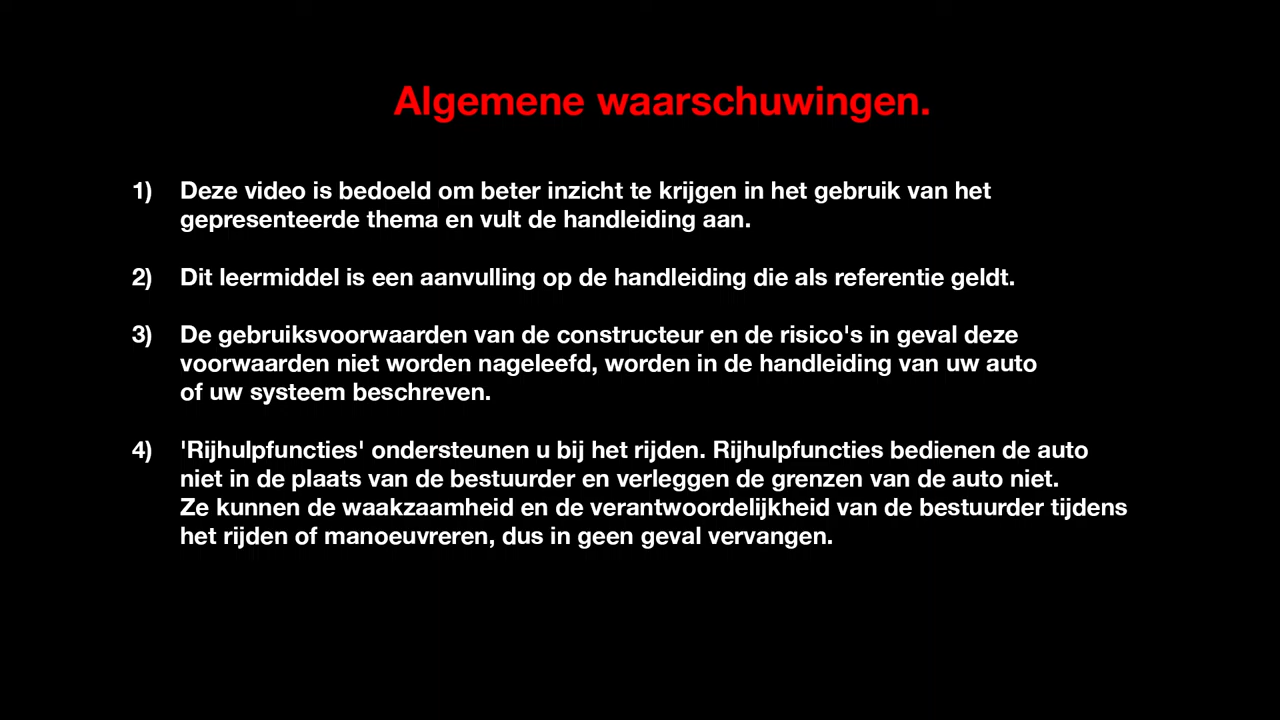 Algemene waarschuwingen.
1) Deze video is bedoeld om beter inzicht te krijgen in het gebruik van het
gepresenteerde thema en vult de handleiding aan.
2) Dit leermiddel is een aanvulling op de handleiding die als referentie geldt.
3) De gebruiksvoorwaarden van de constructeur en de risico's in geval deze
voorwaarden niet worden nageleefd, worden in de handleiding van uw auto
of uw systeem beschreven.
4) 'Rijhulpfuncties' ondersteunen u bij het rijden. Rijhulpfuncties bedienen de auto
niet in de plaats van de bestuurder en verleggen de grenzen van de auto niet.
Ze kunnen de waakzaamheid en de verantwoordelijkheid van de bestuurder tijdens
het rijden of manoeuvreren, dus in geen geval vervangen.